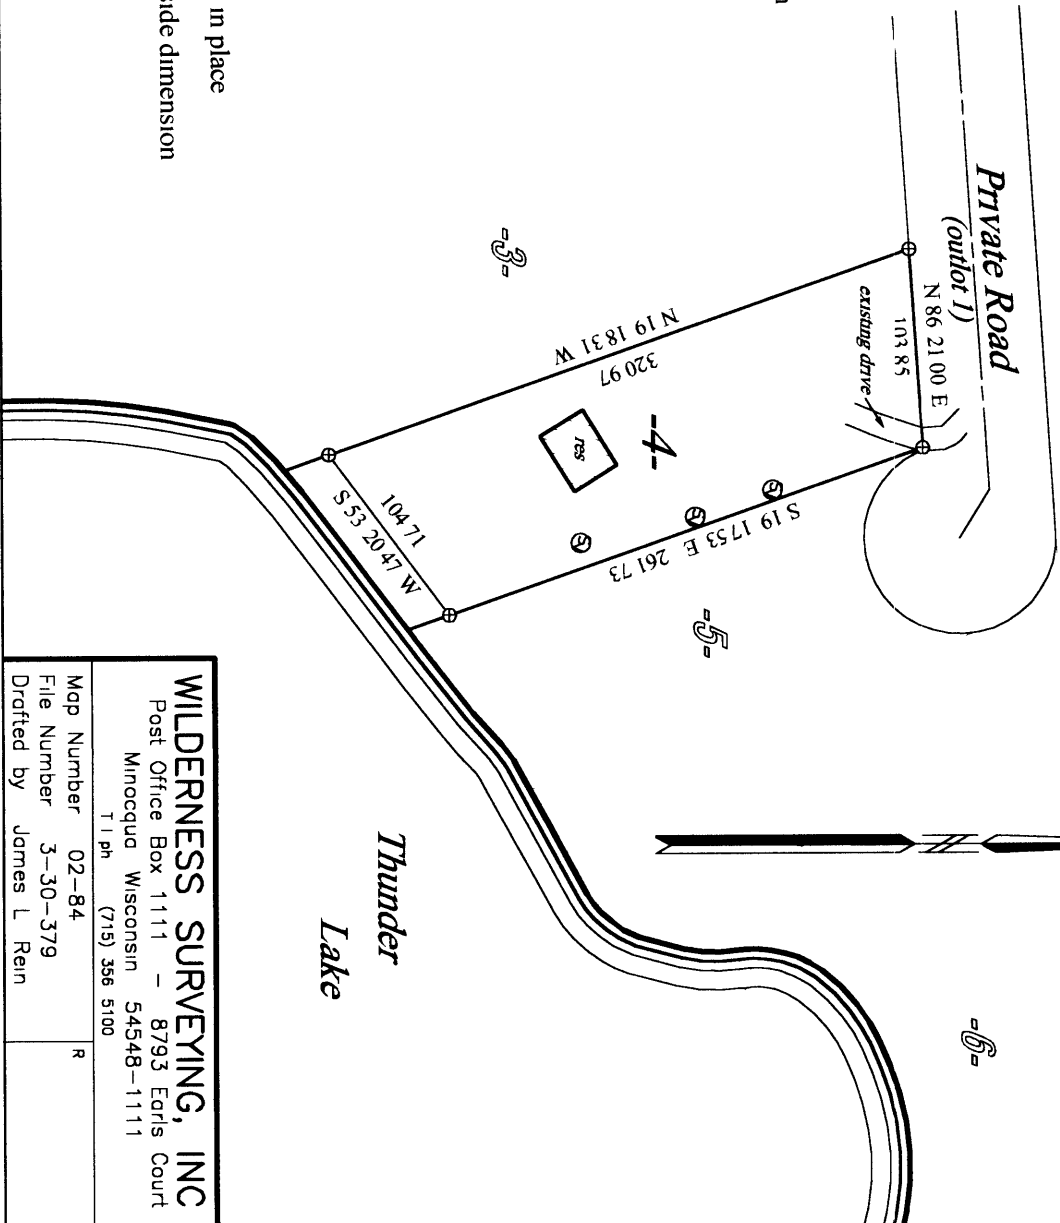 in place
side dimension
Private Road
(outlot 1)
N 86 21 00 E
103 85
existing drive
-3-
N 19 18 31 W
320 97
-4-
res
S 19 17 53 E 261 73
104 71
S 53 20 47 W
-5-
-6-
Thunder
Lake
WILDERNESS SURVEYING, INC
Post Office Box 1111 - 8793 Earls Court
Minocqua Wisconsin 54548-1111
T l ph (715) 356 5100
Map Number 02-84
File Number 3-30-379
Drafted by James L Rein
R